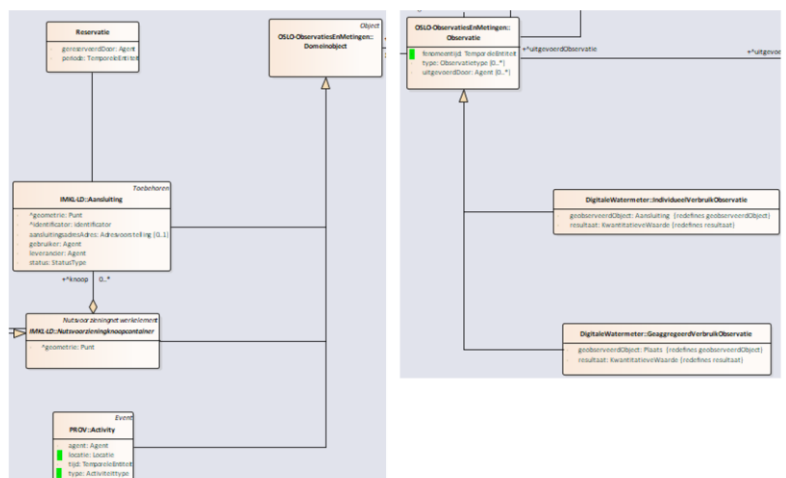 Reservatie
gereserveerdDoor: Agent
periode: TemporeleEntiteit
Object
OSLO-ObservatiesEnMetingen::
Domeinobject
Toebehoren
IMKL-LD::Aansluiting
^geometrie: Punt
^identificator: Identificator
aansluitingsadresAdres: Adresvoorstelling [0..1]
gebruiker: Agent
leverancier: Agent
status: StatusType
+^knoop 0..*
Nutsvoorzieningnetwerkelement
IMKL-LD::Nutsvoorzieningknoopcontainer
^geometrie: Punt
Event
PROV::Activity
agent: Agent
locatie: Locatie
tijd: TemporeleEntiteit
type: Activiteittype
OSLO-ObservatiesEnMetingen::
Observatie
fenomeentijd: TemporeleEntiteit
type: Observatietype [0..*]
uitgevoerdDoor: Agent [0..*]
+^uitgevoerdObservatie
+^uitgevoe
DigitaleWatermeter::IndividueelVerbruikObservatie
geobserveerdObject: Aansluiting {redefines geobserveerdObject}
resultaat: KwantitatieveWaarde {redefines resultaat}
DigitaleWatermeter::GeaggregeerdVerbruikObservatie
geobserveerdObject: Plaats {redefines geobserveerdObject}
resultaat: KwantitatieveWaarde {redefines resultaat}